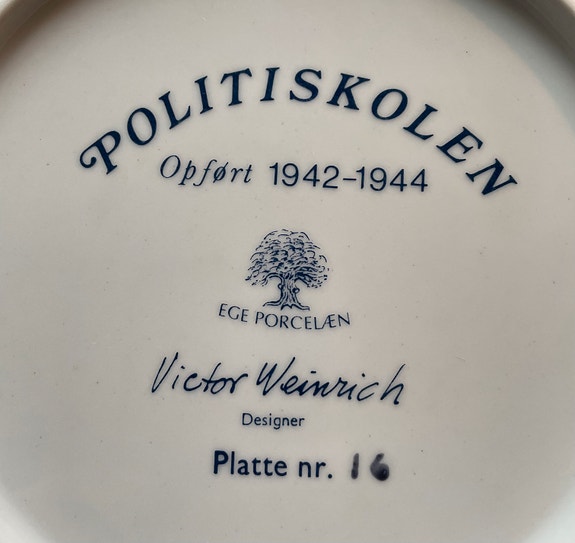 POLITISKOLEN
Opført 1942-1944
EGE PORCELÆN
Victor Weinrich
Designer
Platte nr. 16